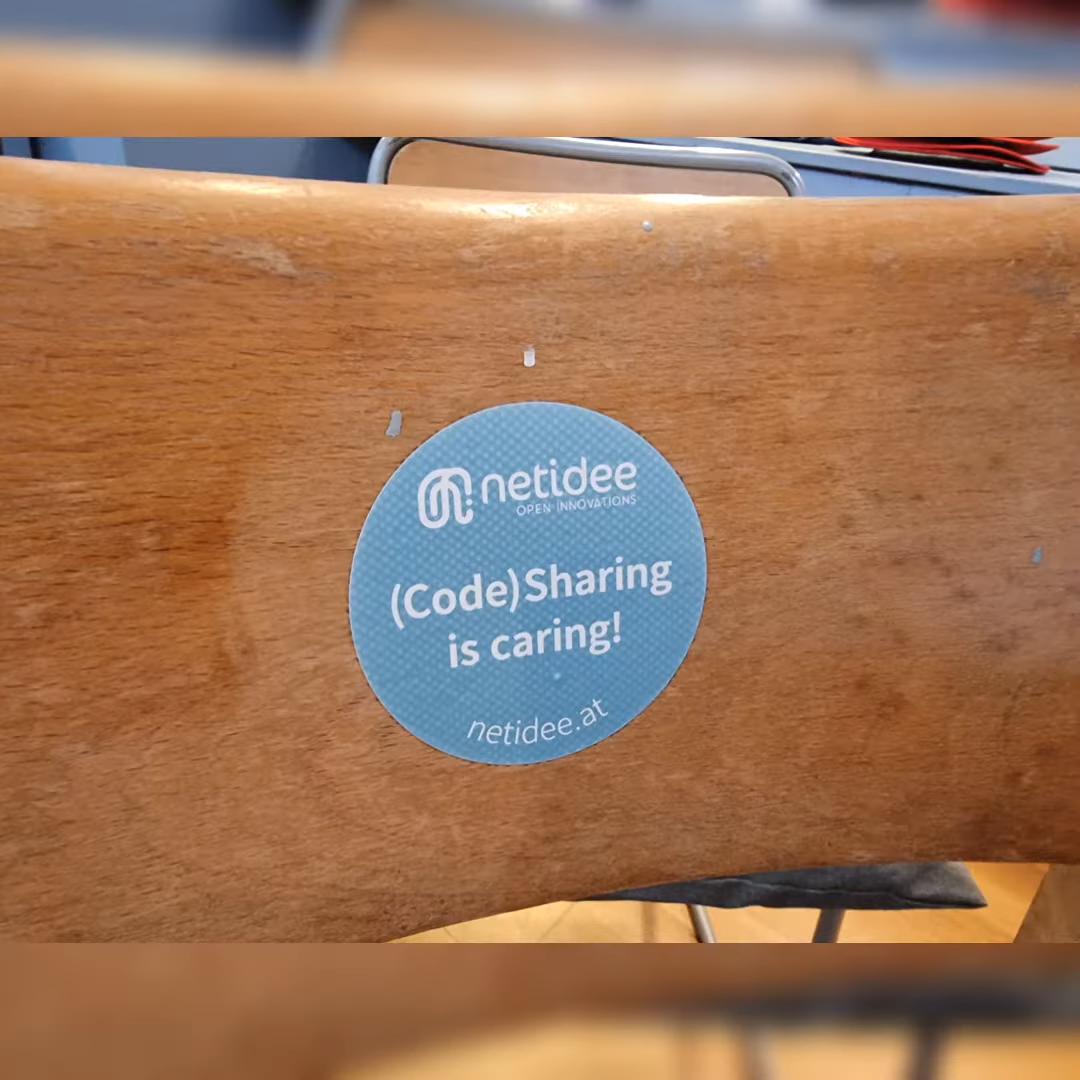 netidee
OPEN INNOVATIONS
(Code)Sharing
is caring!
netidee.at